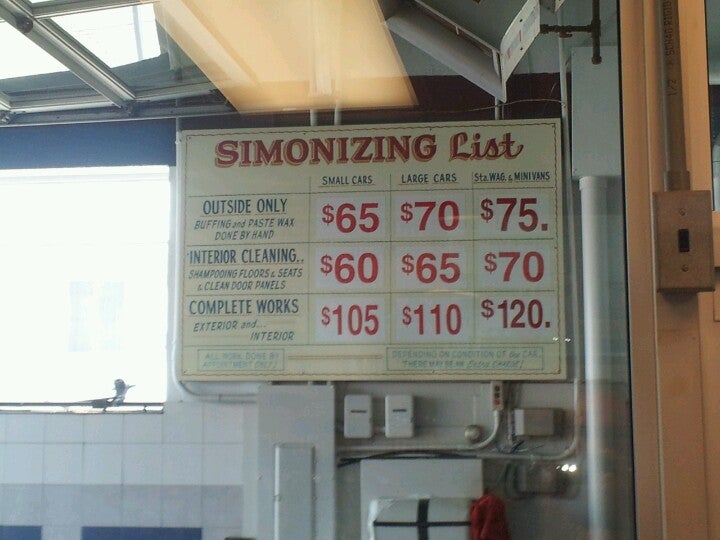 SIMONIZING List
SMALL CARS LARGE CARS Sta. WAG. & MINIVANS
OUTSIDE ONLY $65 $70 $75.
BUFFING and PASTE WAX
DONE BY HAND
INTERIOR CLEANING.. $60 $65 $70
SHAMPOOING FLOORS & SEATS
& CLEAN DOOR PANELS
COMPLETE WORKS $105 $110 $120.
EXTERIOR and...
INTERIOR
ALL WORK DONE BY
APPOINTMENT ONLY!
DEPENDING ON CONDITION OF the CAR,
THERE MAY BE AN Extra CHARGE!